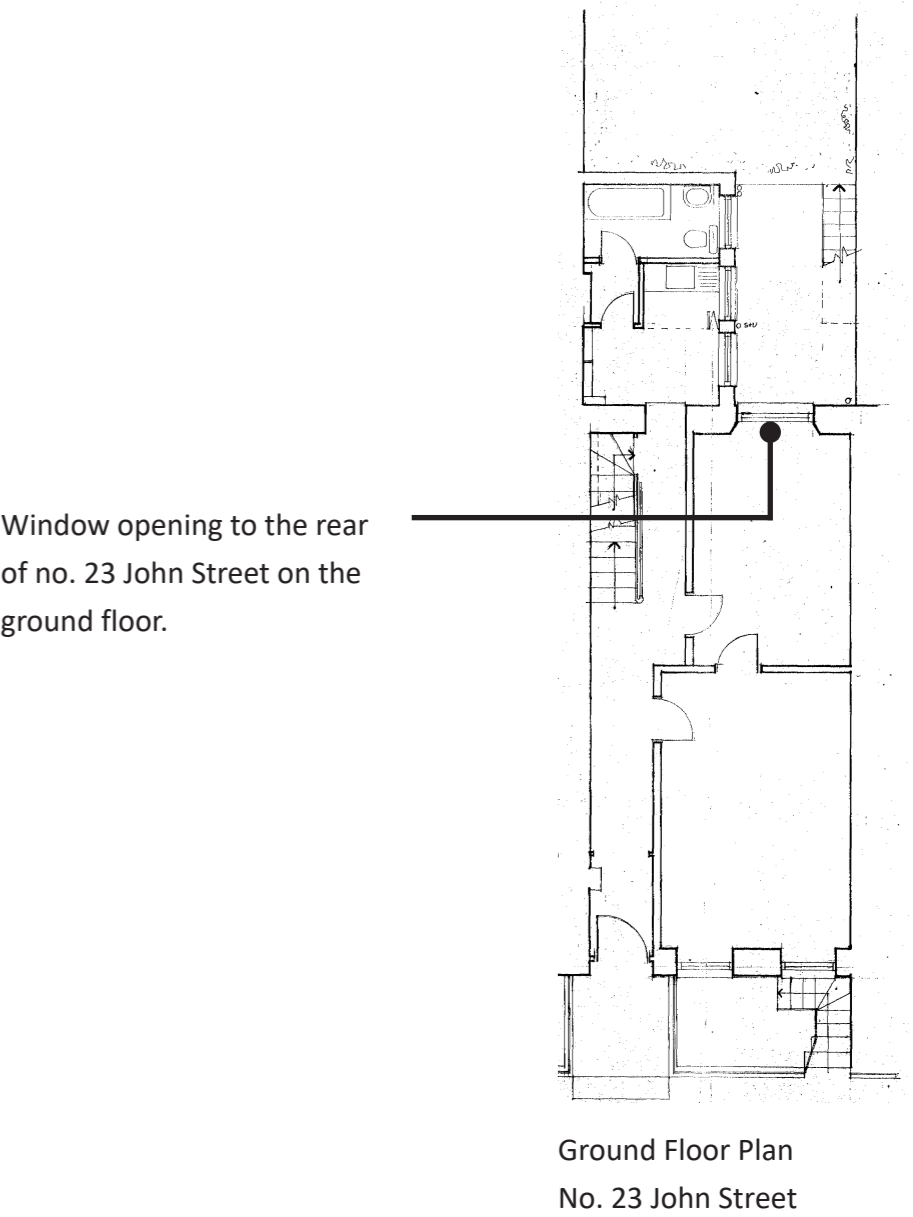 Window opening to the rear
of no. 23 John Street on the
ground floor.
Ground Floor Plan
No. 23 John Street